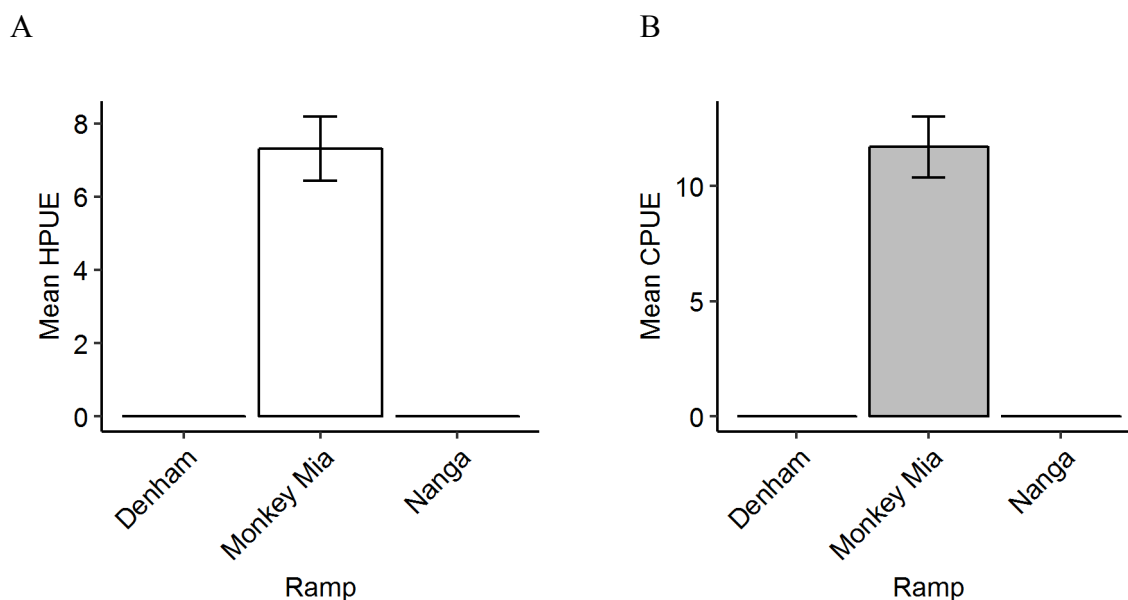 A
Mean HPUE
8
6
4
2
0
Denham
Monkey Mia
Nanga
Ramp
B
Mean CPUE
10
5
0
Denham
Monkey Mia
Nanga
Ramp